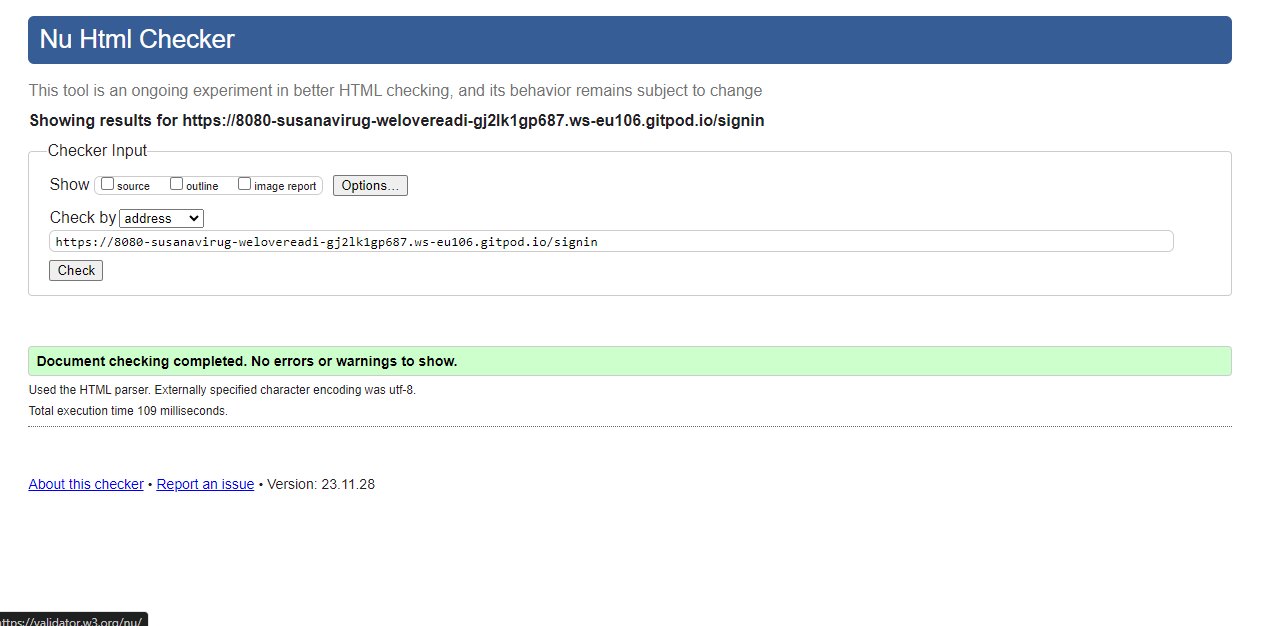 Nu Html Checker
This tool is an ongoing experiment in better HTML checking, and its behavior remains subject to change
Showing results for https://8080-susanavirug-welovereadi-gj2lk1gp687.ws-eu106.gitpod.io/signin
Checker Input
Show source outline image report Options...
Check by address
https://8080-susanavirug-welovereadi-gj2lk1gp687.ws-eu106.gitpod.io/signin
Check
Document checking completed. No errors or warnings to show.
Used the HTML parser. Externally specified character encoding was utf-8.
Total execution time 109 milliseconds.
About this checker • Report an issue • Version: 23.11.28
https://validator.w3.org/nu/